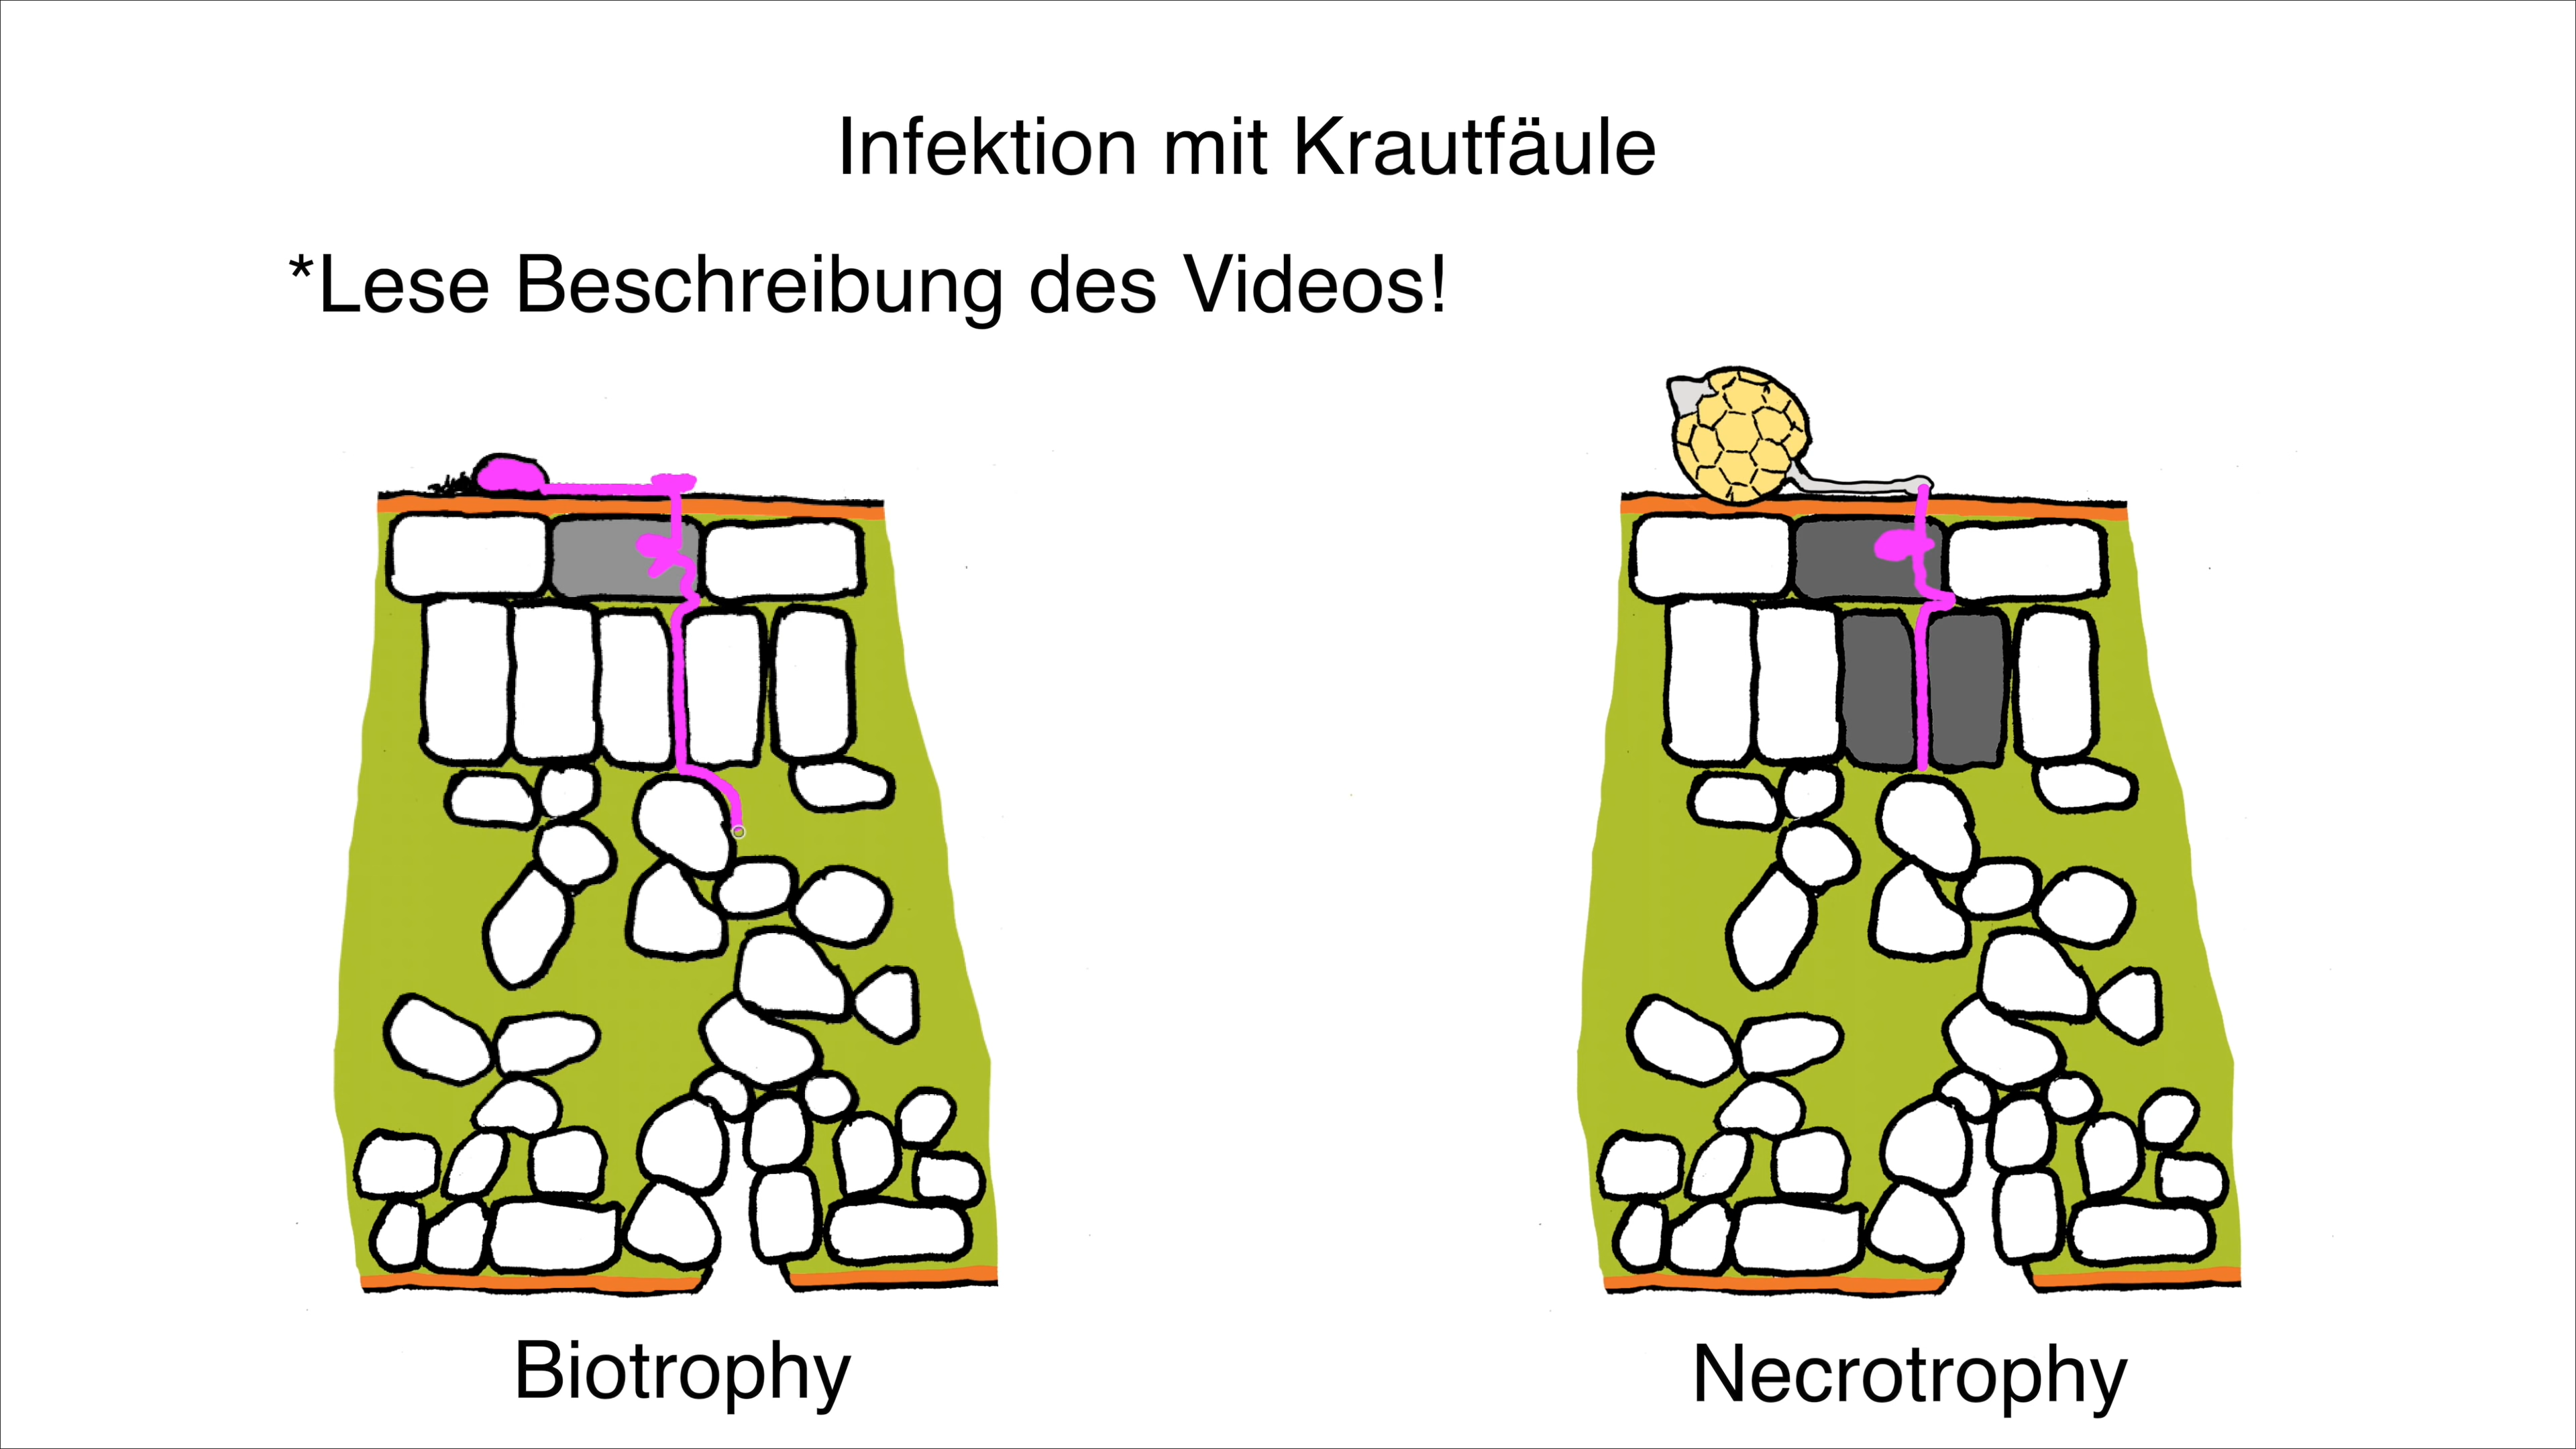 Infektion mit Krautfäule
*Lese Beschreibung des Videos!
Biotrophy
Necrotrophy